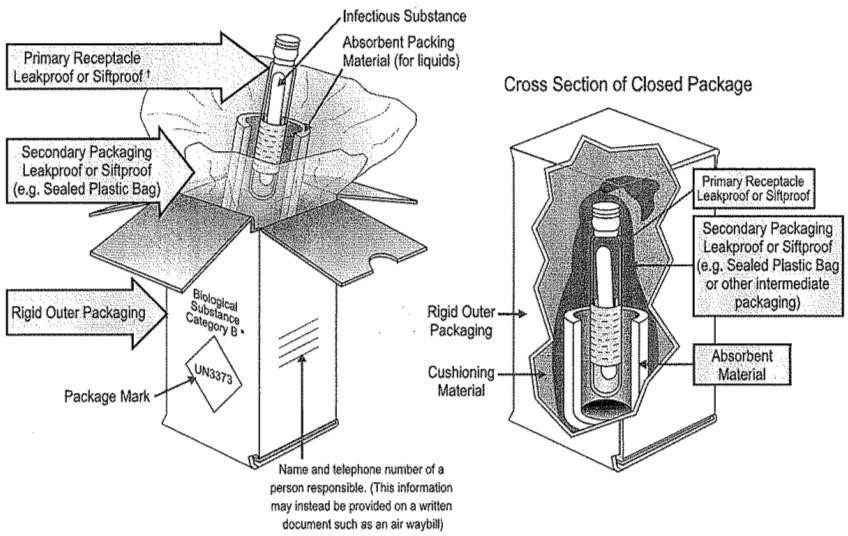 Infectious Substance
Primary Receptacle
Leakproof or Siftproof †
Absorbent Packing
Material (for liquids)
Secondary Packaging
Leakproof or Siftproof
(e.g. Sealed Plastic Bag)
Rigid Outer Packaging
Biological
Substance
Category B *
UN3373
Package Mark
Name and telephone number of a
person responsible. (This information
may instead be provided on a written
document such as an air waybill)
Cross Section of Closed Package
Primary Receptacle
Leakproof or Siftproof
Secondary Packaging
Leakproof or Siftproof
(e.g. Sealed Plastic Bag
or other intermediate
packaging)
Rigid Outer
Packaging
Cushioning
Material
Absorbent
Material